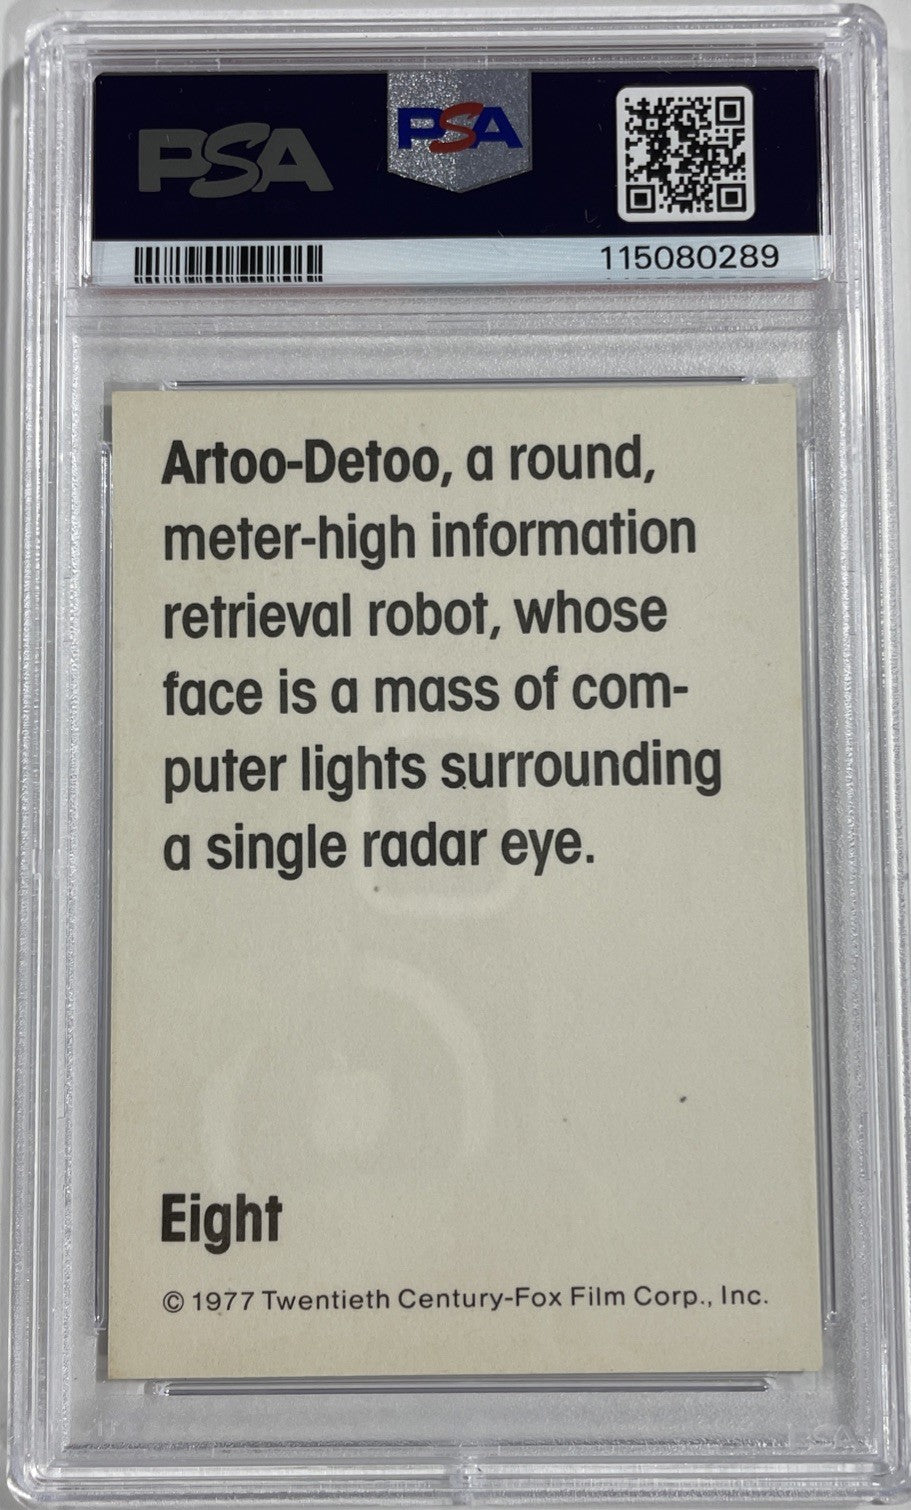 PSA
PSA
115080289
Artoo-Detoo, a round,
meter-high information
retrieval robot, whose
face is a mass of com-
puter lights surrounding
a single radar eye.
Eight
© 1977 Twentieth Century-Fox Film Corp., Inc.